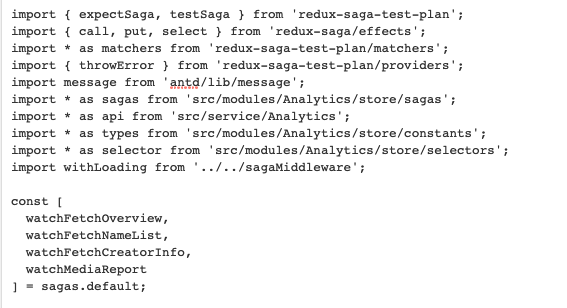 import { expectSaga, testSaga } from 'redux-saga-test-plan';
import { call, put, select } from 'redux-saga/effects';
import * as matchers from 'redux-saga-test-plan/matchers';
import { throwError } from 'redux-saga-test-plan/providers';
import message from 'antd/lib/message';
import * as sagas from 'src/modules/Analytics/store/sagas';
import * as api from 'src/service/Analytics';
import * as types from 'src/modules/Analytics/store/constants';
import * as selector from 'src/modules/Analytics/store/selectors';
import withLoading from '../../sagaMiddleware';

const [
  watchFetchOverview,
  watchFetchNameList,
  watchFetchCreatorInfo,
  watchMediaReport
] = sagas.default;